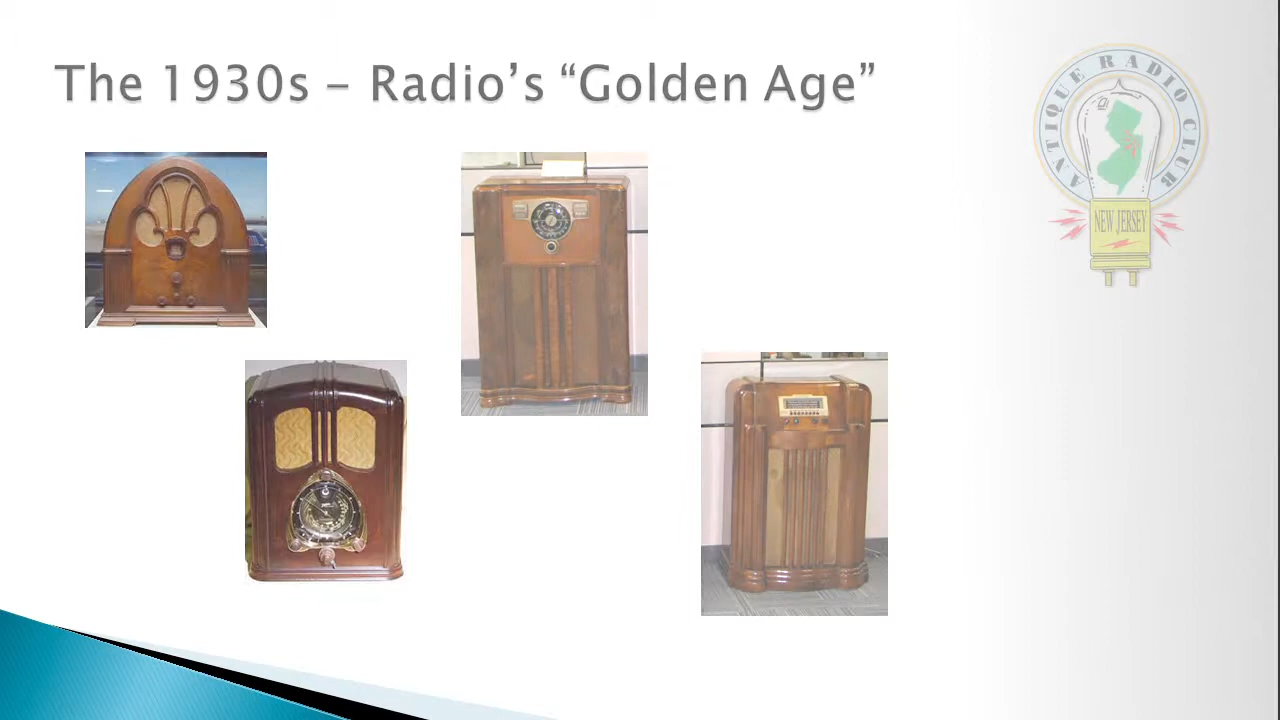 The 1930s – Radio’s “Golden Age”
ANTIQUE RADIO CLUB
NEW JERSEY